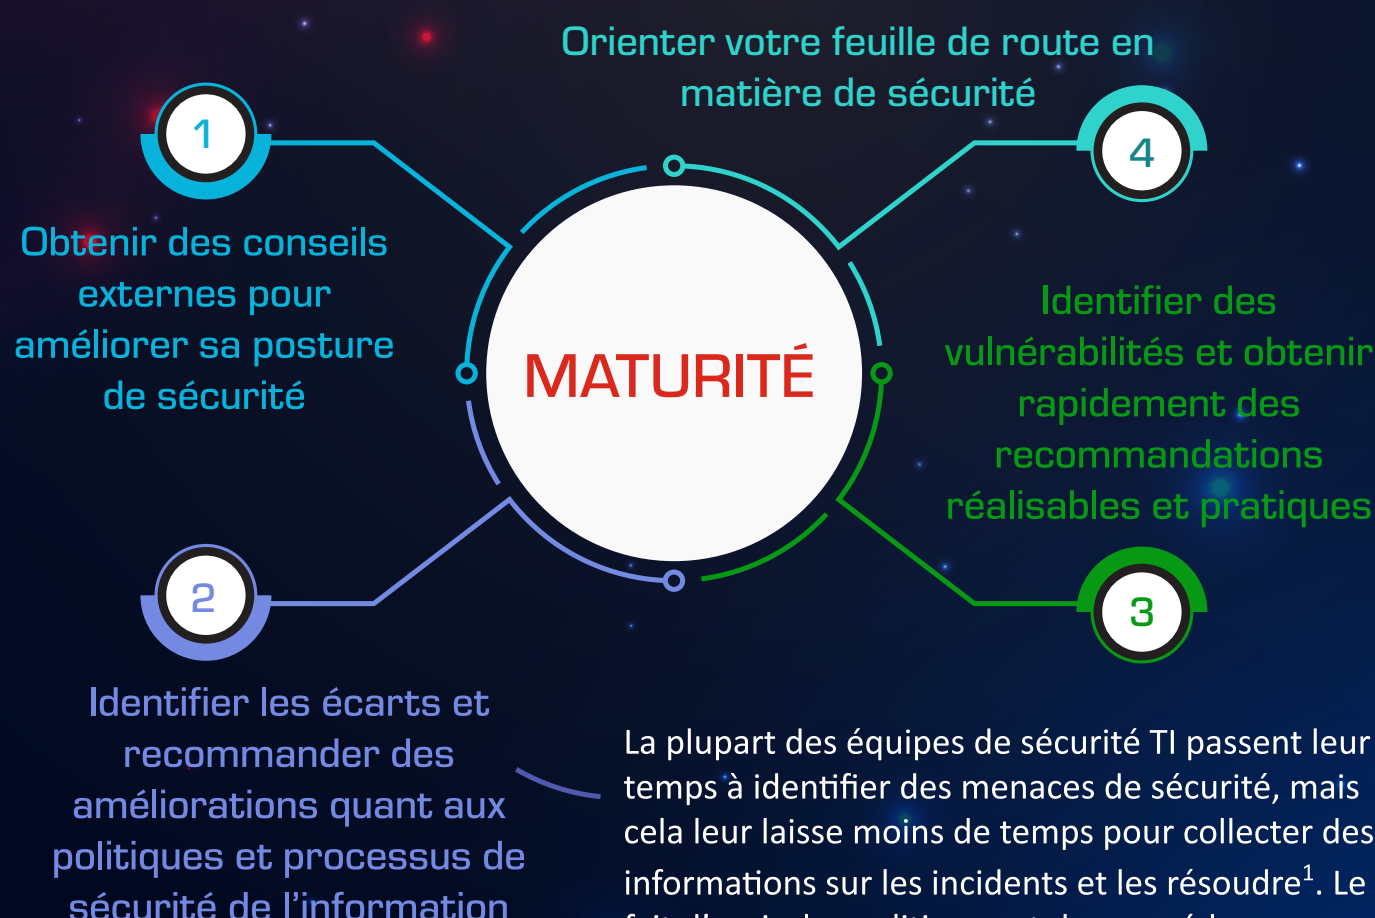 Orienter votre feuille de route en
matière de sécurité
1
4
Obtenir des conseils
externes pour
améliorer sa posture
de sécurité
MATURITÉ
Identifier des
vulnérabilités et obtenir
rapidement des
recommandations
réalisables et pratiques
2
3
Identifier les écarts et
recommander des
améliorations quant aux
politiques et processus de
sécurité de l'information
La plupart des équipes de sécurité TI passent leur
temps à identifier des menaces de sécurité, mais
cela leur laisse moins de temps pour collecter des
informations sur les incidents et les résoudre¹. Le